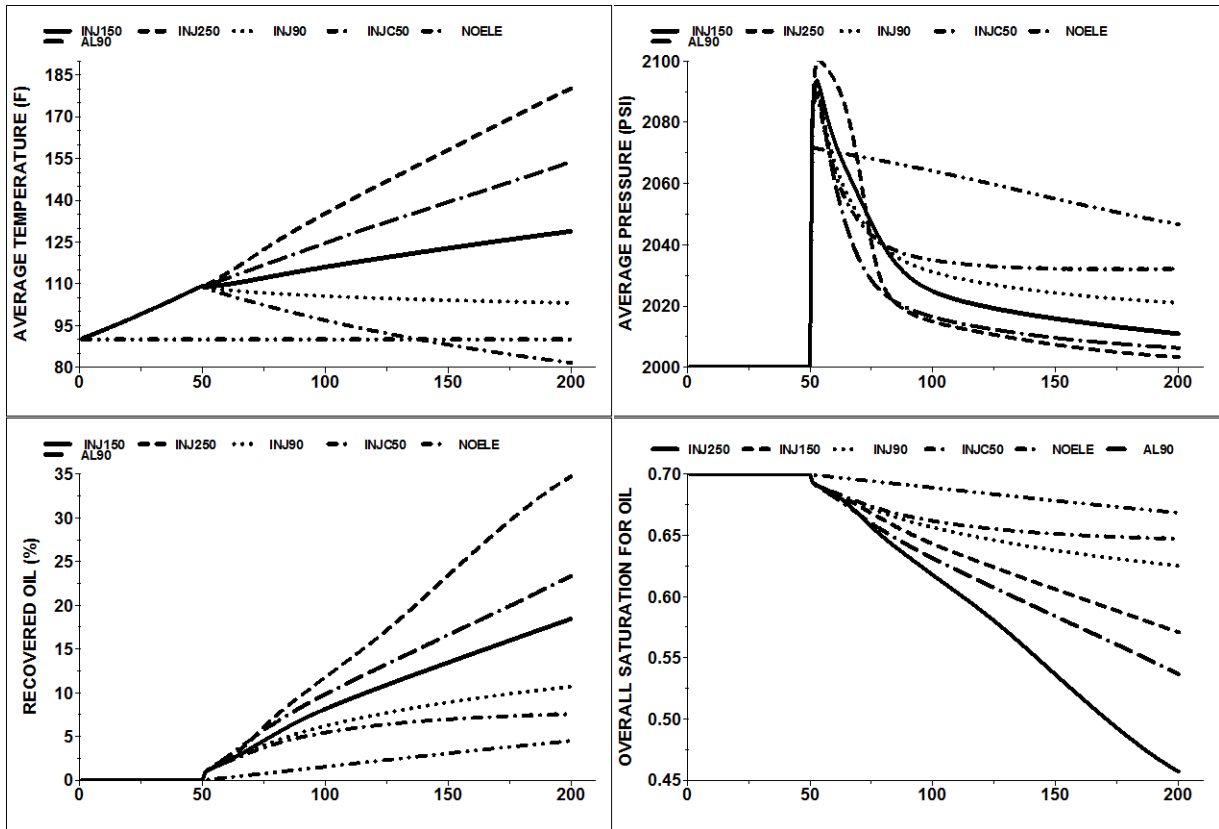 INJ150 INJ250 INJ90 INJC50 NOELE
AL90
AVERAGE TEMPERATURE (F)
185
170
155
140
125
110
95
80
0 50 100 150 200
INJ150 INJ250 INJ90 INJC50 NOELE
AL90
AVERAGE PRESSURE (PSI)
2100
2080
2060
2040
2020
2000
0 50 100 150 200
INJ150 INJ250 INJ90 INJC50 NOELE
AL90
RECOVERED OIL (%)
35
30
25
20
15
10
5
0
0 50 100 150 200
INJ250 INJ150 INJ90 INJC50 NOELE AL90
OVERALL SATURATION FOR OIL
0.70
0.65
0.60
0.55
0.50
0.45
0 50 100 150 200